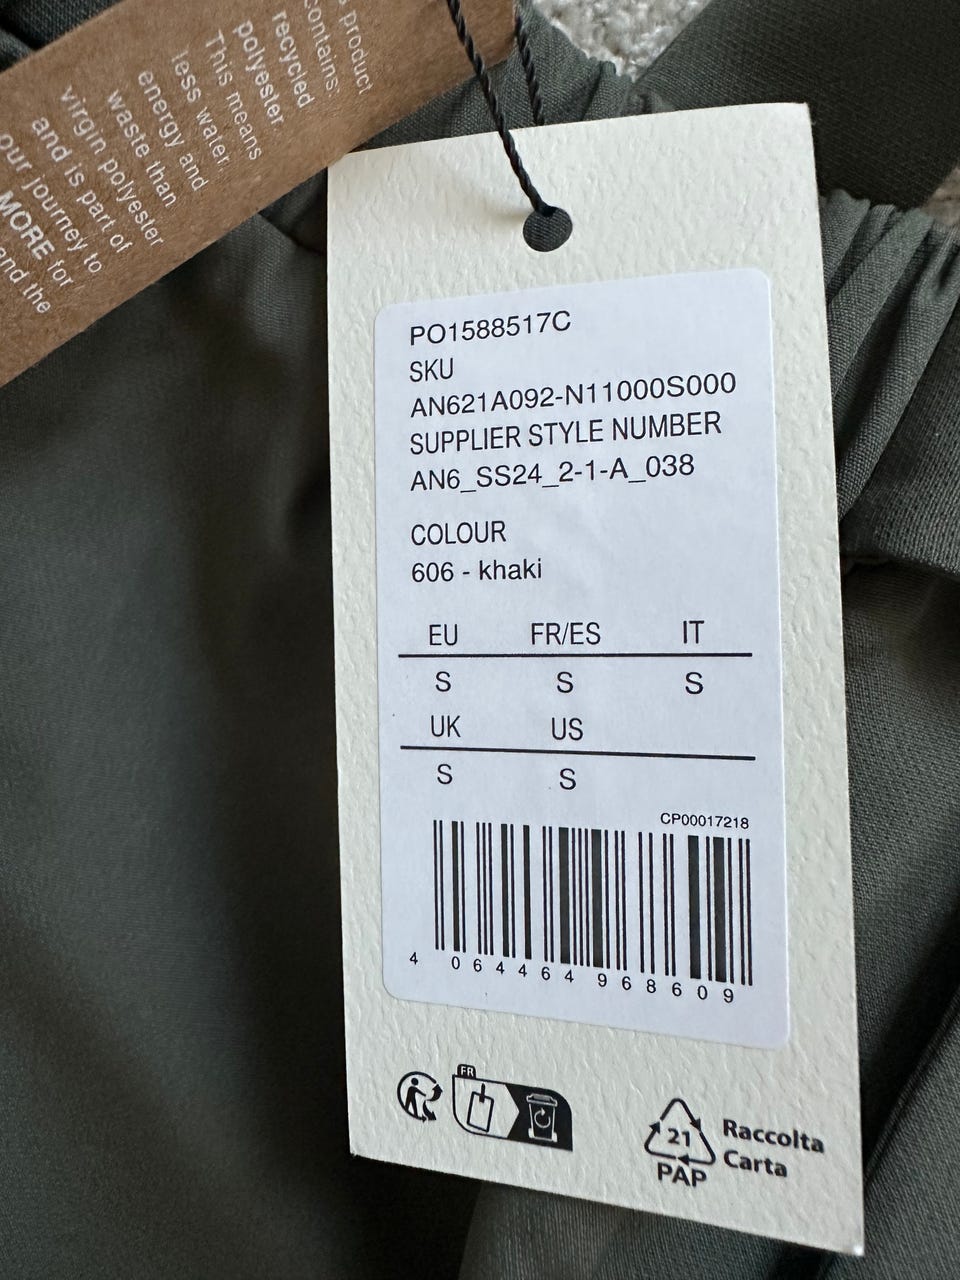 s product
contains:
recycled
polyester.
This means
less water,
energy and
waste than
virgin polyester
and is part of
our journey to
MORE for
and the
PO1588517C
SKU
AN621A092-N11000S000
SUPPLIER STYLE NUMBER
AN6_SS24_2-1-A_038
COLOUR
606 - khaki
EU FR/ES IT
S S S
UK US
S S
CP00017218
4 064464 968609
FR
21
PAP
Raccolta
Carta